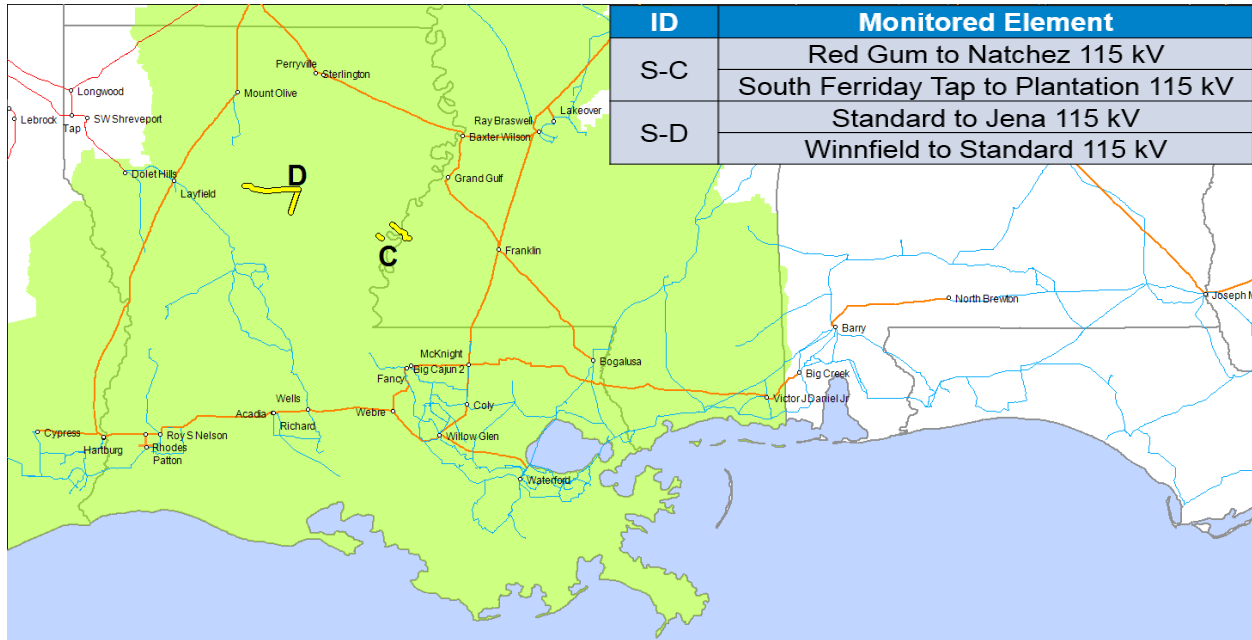 ID Monitored Element
S-C Red Gum to Natchez 115 kV
South Ferriday Tap to Plantation 115 kV
S-D Standard to Jena 115 kV
Winnfield to Standard 115 kV
Perryville
Sterlington
Longwood
Mount Olive
Lakeover
Lebrock
Tap
SW Shreveport
Ray Braswell
Baxter Wilson
Dolet Hills
D
Grand Gulf
Layfield
C
Franklin
North Brewton
Joseph M
Barry
McKnight
Bogalusa
Big Cajun 2
Fancy
Big Creek
Wells
Victor JDaniel Jr
Acadia
Webre
Coly
Richard
Cypress
Roy S Nelson
Willow Glen
Hartburg
Rhodes
Patton
Waterford